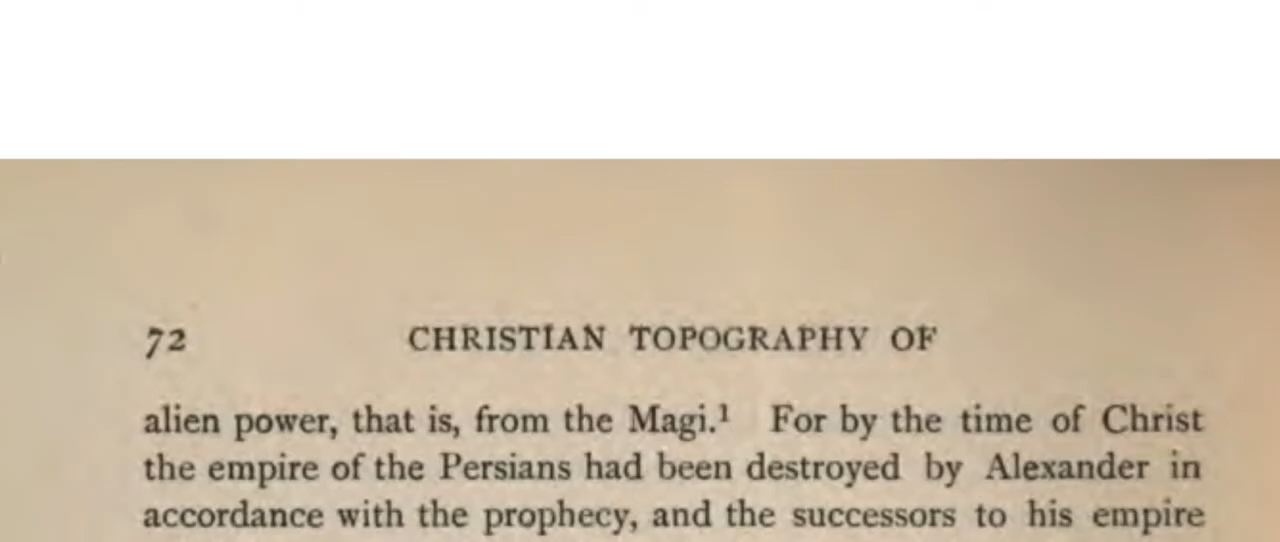 72 CHRISTIAN TOPOGRAPHY OF
alien power, that is, from the Magi.¹ For by the time of Christ
the empire of the Persians had been destroyed by Alexander in
accordance with the prophecy, and the successors to his empire